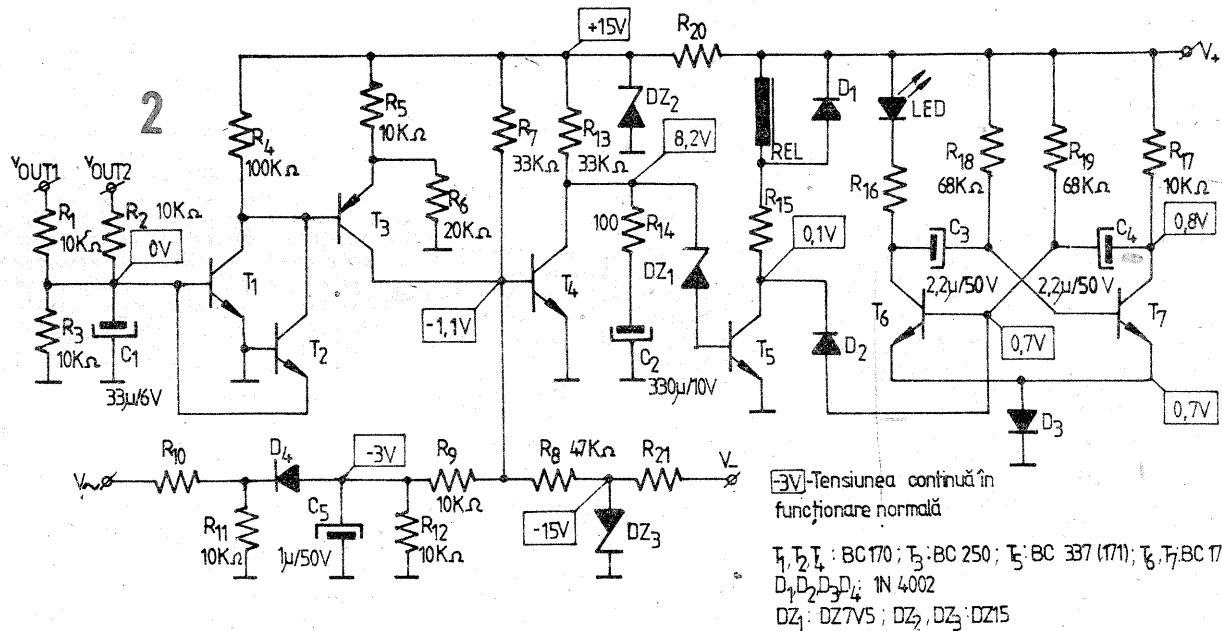 2
+15V
R20
V+
R4
100KΩ
R5
10KΩ
R7
33KΩ
R13
33KΩ
DZ2
8,2V
REL
D1
LED
R18
68KΩ
R19
68KΩ
R17
10KΩ
VOUT1
VOUT2
R1
10KΩ
R2
10KΩ
0V
T3
R6
20KΩ
100
R14
DZ1
R15
0,1V
R16
C3
2,2µ/50V
C4
2,2µ/50V
0,8V
T1
T2
-1,1V
T4
T5
D2
T6
T7
0,7V
0,7V
R3
10KΩ
C1
33µ/6V
C2
330µ/10V
D3
V~
R10
D4
-3V
R9
10KΩ
R8
47KΩ
R21
V-
R11
10KΩ
C5
1µ/50V
R12
10KΩ
-15V
DZ3
-3V-Tensiunea continuă în
funcţionare normală
T1,T2,T4 : BC170 ; T3:BC 250 ; T5:BC 337 (171); T6,T7:BC 17
D1,D2,D3,D4: 1N 4002
DZ1: DZ7V5 ; DZ2, DZ3:DZ15